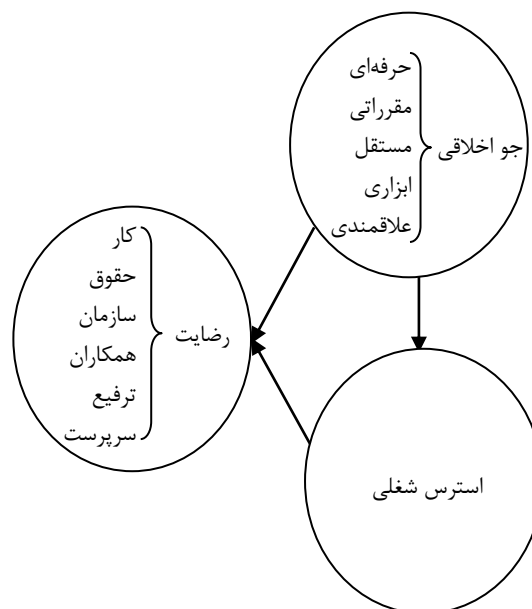 جو اخلاقی
حرفه‌ای
مقرراتی
مستقل
ابزاری
علاقمندی
رضایت
کار
حقوق
سازمان
همکاران
ترفیع
سرپرست
استرس شغلی